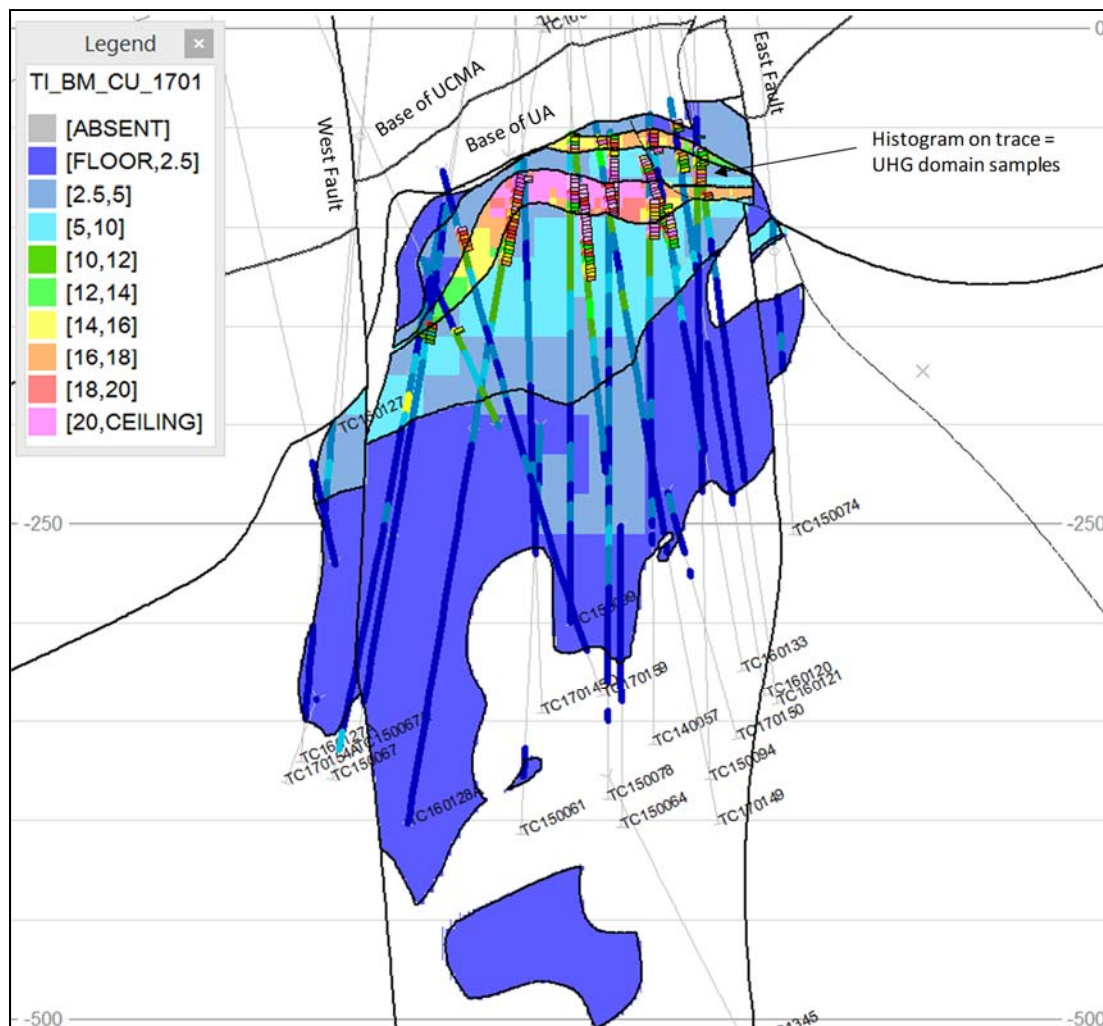 Legend
TI_BM_CU_1701
[ABSENT]
[FLOOR,2.5]
[2.5,5]
[5,10]
[10,12]
[12,14]
[14,16]
[16,18]
[18,20]
[20,CEILING]
0
West Fault
Base of UCMA
Base of UA
East Fault
Histogram on trace =
UHG domain samples
TC160127
-250
-250
TC150074
TC170159
TC160133
TC160120
TC160121
TC170150
TC140057
TC150094
TC170154A
TC150067
TC160128A
TC150061
TC150078
TC150064
TC170149
-500
-500